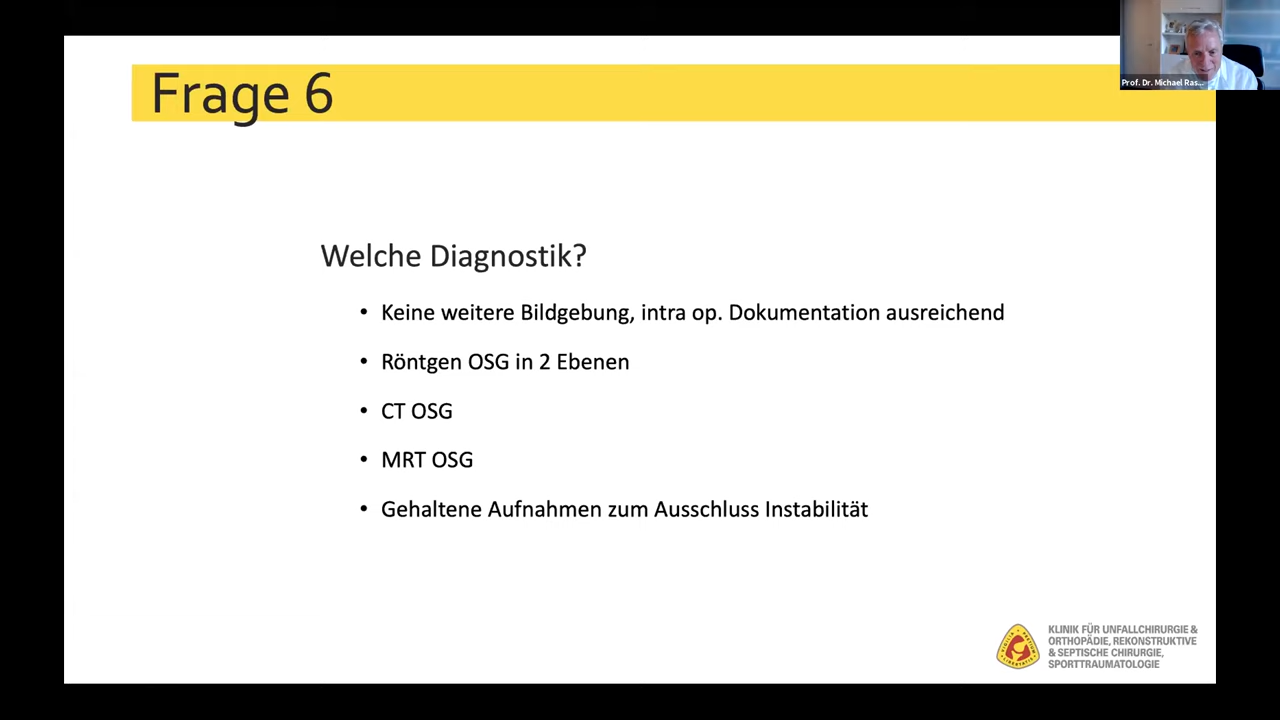 Prof. Dr. Michael Ras...
Frage 6
Welche Diagnostik?
• Keine weitere Bildgebung, intra op. Dokumentation ausreichend
• Röntgen OSG in 2 Ebenen
• CT OSG
• MRT OSG
• Gehaltene Aufnahmen zum Ausschluss Instabilität
KLINIK FÜR UNFALLCHIRURGIE &
ORTHOPÄDIE, REKONSTRUKTIVE
& SEPTISCHE CHIRURGIE,
SPORTTRAUMATOLOGIE